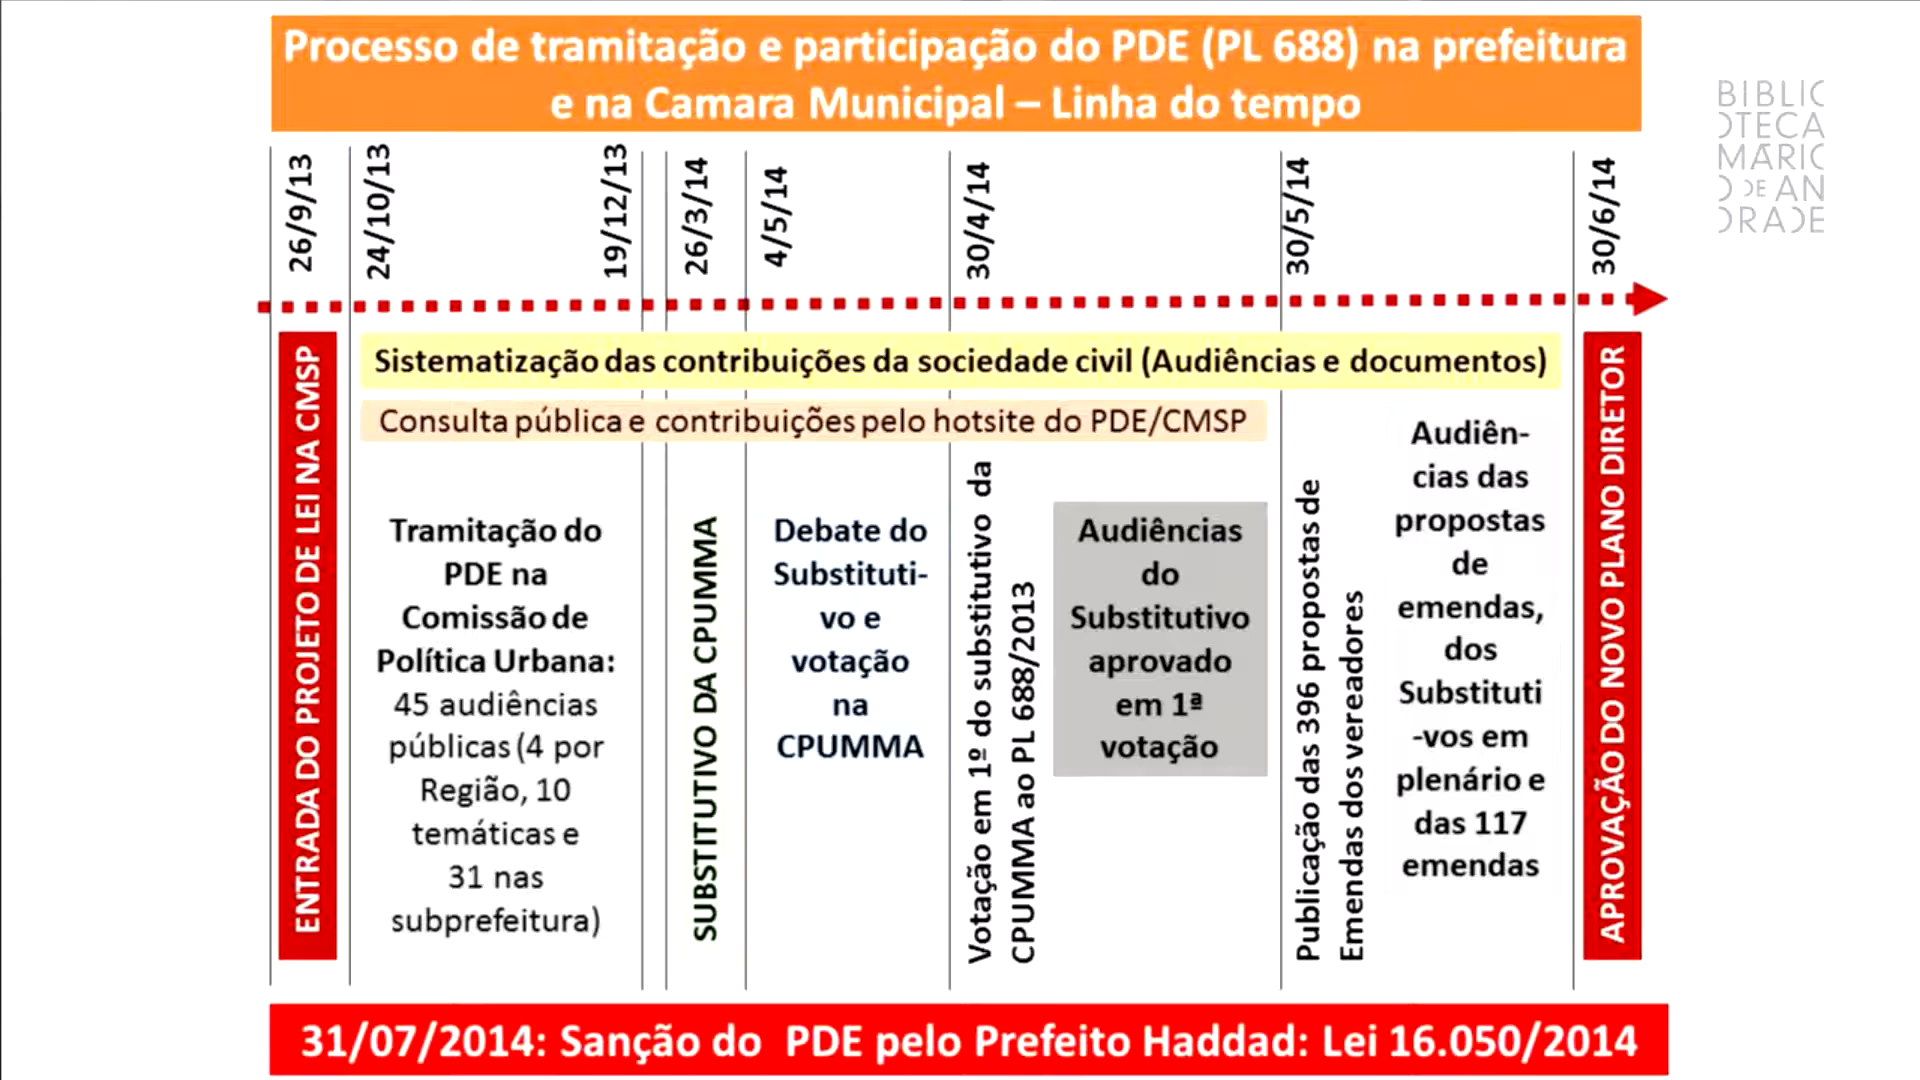 Processo de tramitação e participação do PDE (PL 688) na prefeitura
e na Camara Municipal – Linha do tempo
BIBLIO
OTECA
MÁRIO
O DE AN
DRADE
26/9/13
24/10/13
19/12/13
26/3/14
4/5/14
30/4/14
30/5/14
30/6/14
ENTRADA DO PROJETO DE LEI NA CMSP
Sistematização das contribuições da sociedade civil (Audiências e documentos)
Consulta pública e contribuições pelo hotsite do PDE/CMSP
Tramitação do
PDE na
Comissão de
Política Urbana:
45 audiências
públicas (4 por
Região, 10
temáticas e
31 nas
subprefeitura)
SUBSTITUTIVO DA CPUMMA
Debate do
Substituti-
vo e
votação
na
CPUMMA
Votação em 1º do substitutivo da
CPUMMA ao PL 688/2013
Audiências
do
Substitutivo
aprovado
em 1ª
votação
Publicação das 396 propostas de
Emendas dos vereadores
Audiên-
cias das
propostas
de
emendas,
dos
Substituti
-vos em
plenário e
das 117
emendas
APROVAÇÃO DO NOVO PLANO DIRETOR
31/07/2014: Sanção do PDE pelo Prefeito Haddad: Lei 16.050/2014